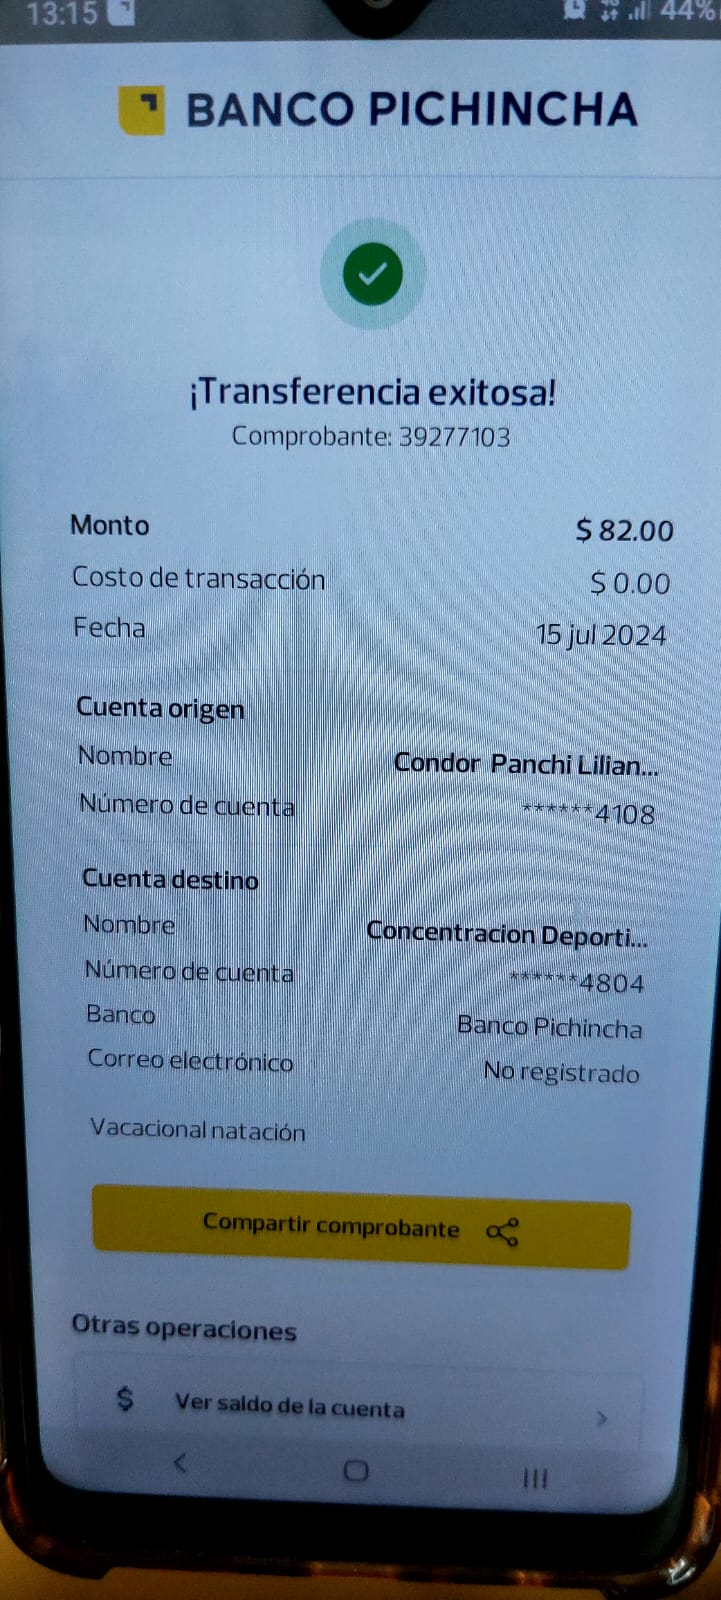 13:15 44%
BANCO PICHINCHA
¡Transferencia exitosa!
Comprobante: 39277103
Monto $ 82.00
Costo de transacción $ 0.00
Fecha 15 jul 2024
Cuenta origen
Nombre Condor Panchi Lilian...
Número de cuenta ******4108
Cuenta destino
Nombre Concentracion Deporti...
Número de cuenta ******4804
Banco Banco Pichincha
Correo electrónico No registrado
Vacacional natación
Compartir comprobante
Otras operaciones
$ Ver saldo de la cuenta